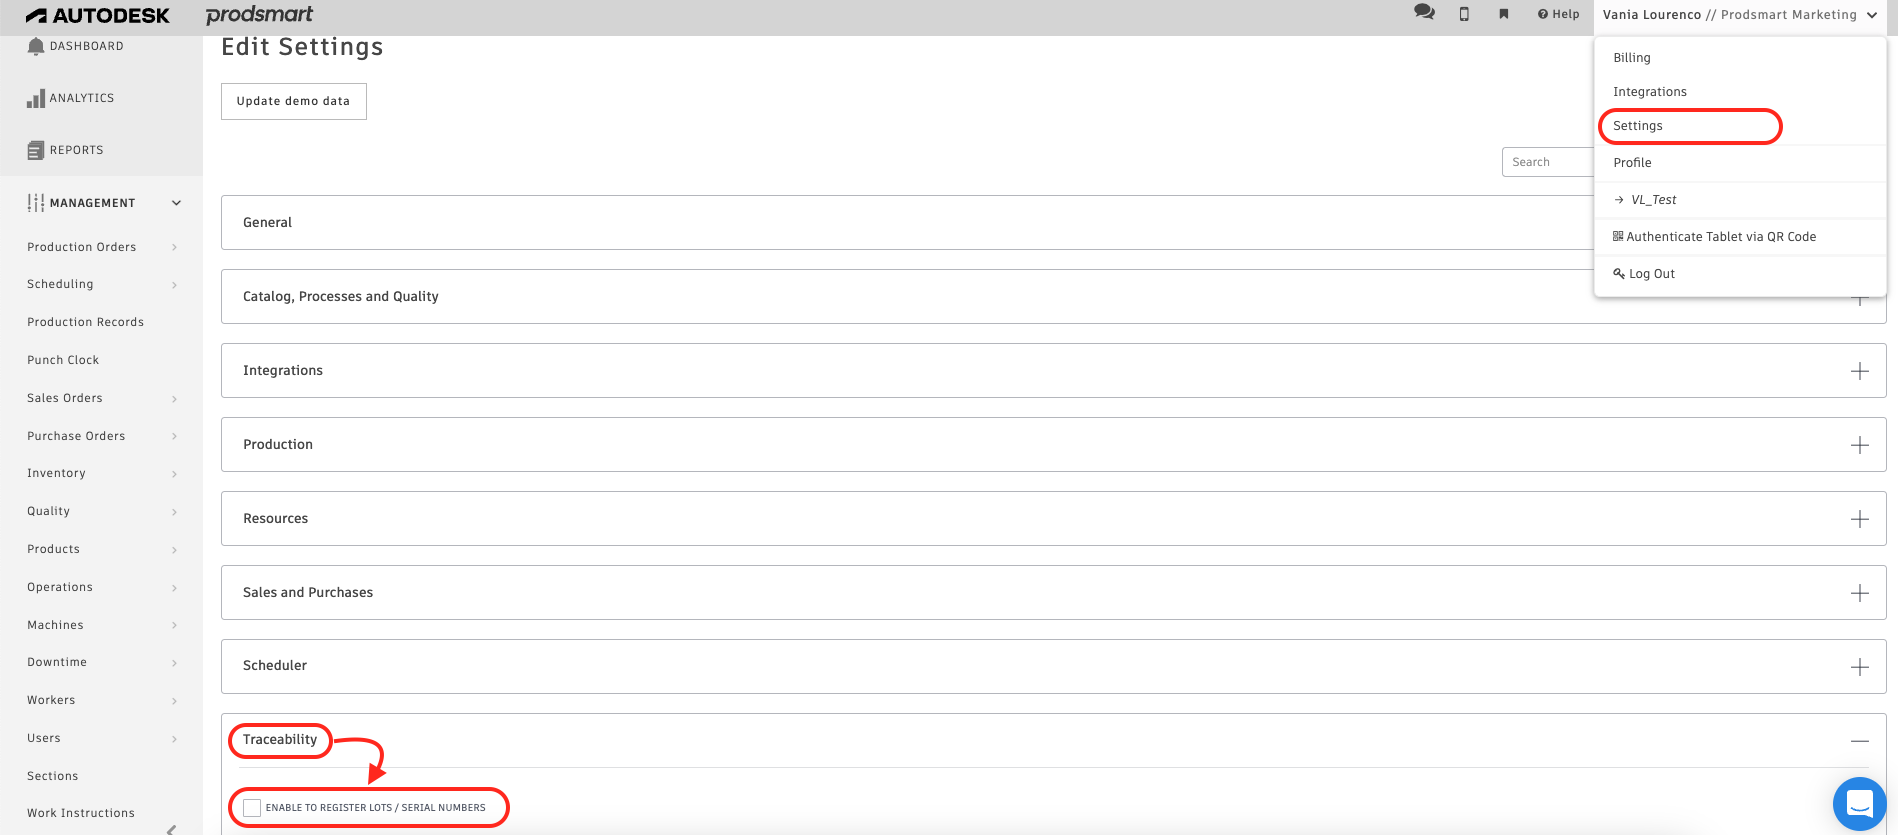 AUTODESK prodsmart
Help
Vania Lourenco // Prodsmart Marketing
DASHBOARD
ANALYTICS
REPORTS
MANAGEMENT
Production Orders
Scheduling
Production Records
Punch Clock
Sales Orders
Purchase Orders
Inventory
Quality
Products
Operations
Machines
Downtime
Workers
Users
Sections
Work Instructions
Edit Settings
Update demo data
Search
General
Catalog, Processes and Quality
Integrations
Production
Resources
Sales and Purchases
Scheduler
Traceability
ENABLE TO REGISTER LOTS / SERIAL NUMBERS
Billing
Integrations
Settings
Profile
→ VL_Test
Authenticate Tablet via QR Code
Log Out